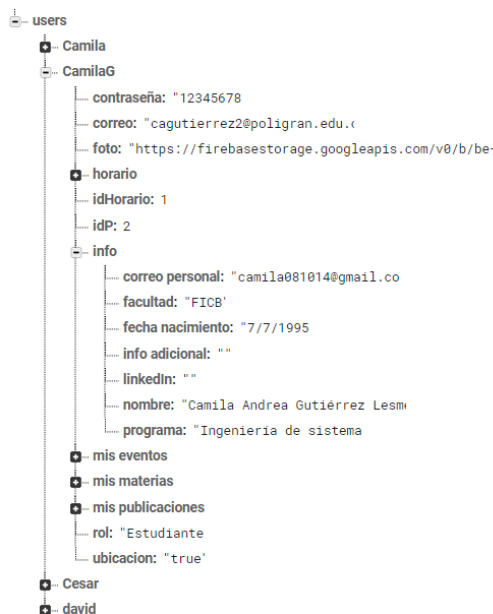 users
Camila
CamilaG
contraseña: "12345678
correo: "cagutierrez2@poligran.edu.c
foto: "https://firebasestorage.googleapis.com/v0/b/be-
horario
idHorario: 1
idP: 2
info
correo personal: "camila081014@gmail.co
facultad: "FICB"
fecha nacimiento: "7/7/1995
info adicional: ""
linkedIn: ""
nombre: "Camila Andrea Gutiérrez Lesm
programa: "Ingeniería de sistema
mis eventos
mis materias
mis publicaciones
rol: "Estudiante
ubicacion: "true"
Cesar
david